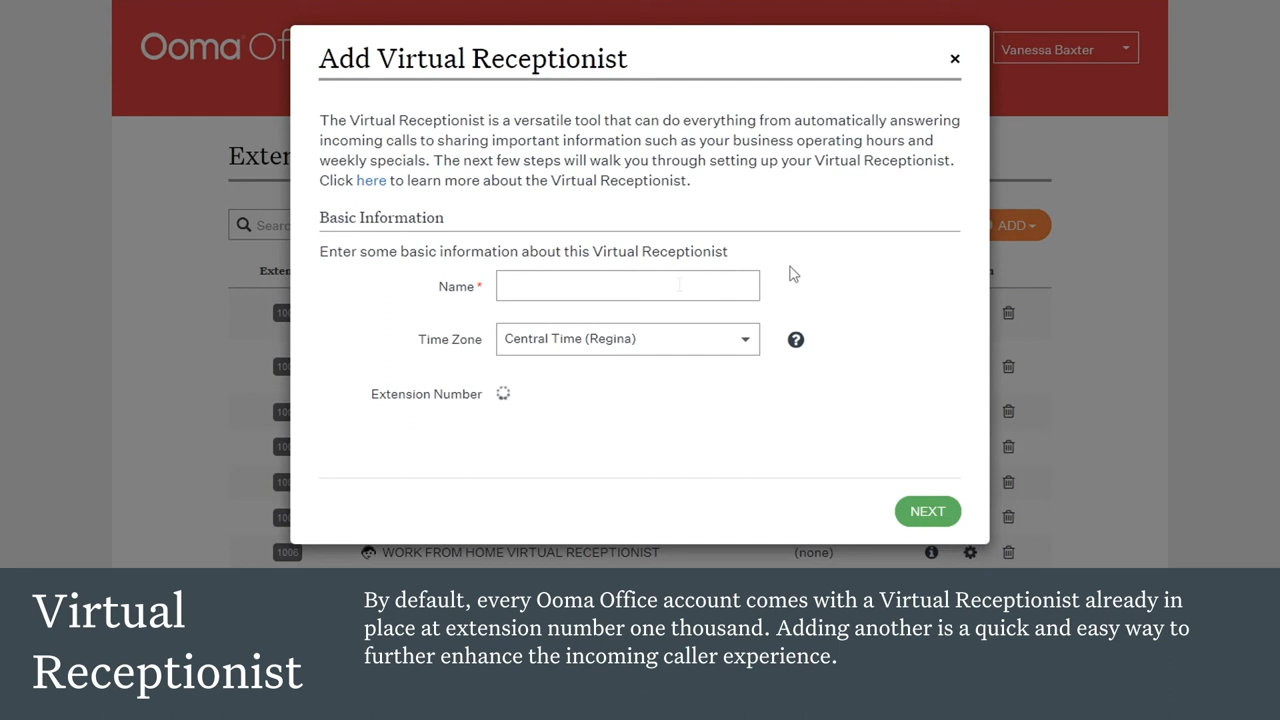 Ooma Of
Vanessa Baxter
Add Virtual Receptionist
×
The Virtual Receptionist is a versatile tool that can do everything from automatically answering
incoming calls to sharing important information such as your business operating hours and
weekly specials. The next few steps will walk you through setting up your Virtual Receptionist.
Click here to learn more about the Virtual Receptionist.
Exten
Basic Information
Sear
ADD
Enter some basic information about this Virtual Receptionist
Exten
Name *
Time Zone
Central Time (Regina)
?
Extension Number
NEXT
1006
WORK FROM HOME VIRTUAL RECEPTIONIST
(none)
Virtual
Receptionist
By default, every Ooma Office account comes with a Virtual Receptionist already in
place at extension number one thousand. Adding another is a quick and easy way to
further enhance the incoming caller experience.